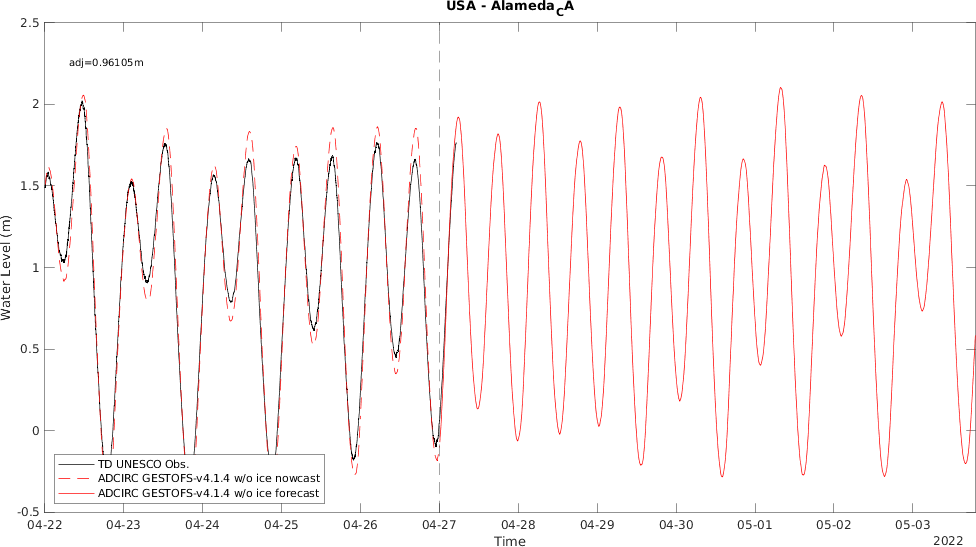 USA - Alameda_CA
2.5
adj=0.96105m
2
1.5
1
0.5
0
-0.5
Water Level (m)
TD UNESCO Obs.
ADCIRC GESTOFS-v4.1.4 w/o ice nowcast
ADCIRC GESTOFS-v4.1.4 w/o ice forecast
04-22 04-23 04-24 04-25 04-26 04-27 04-28 04-29 04-30 05-01 05-02 05-03
Time
2022